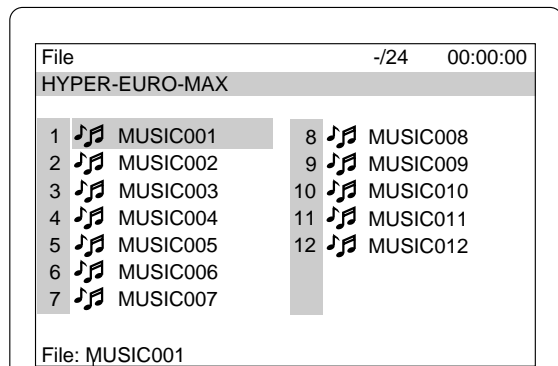 File -/24 00:00:00
HYPER-EURO-MAX
1 MUSIC001
2 MUSIC002
3 MUSIC003
4 MUSIC004
5 MUSIC005
6 MUSIC006
7 MUSIC007
8 MUSIC008
9 MUSIC009
10 MUSIC010
11 MUSIC011
12 MUSIC012
File: MUSIC001